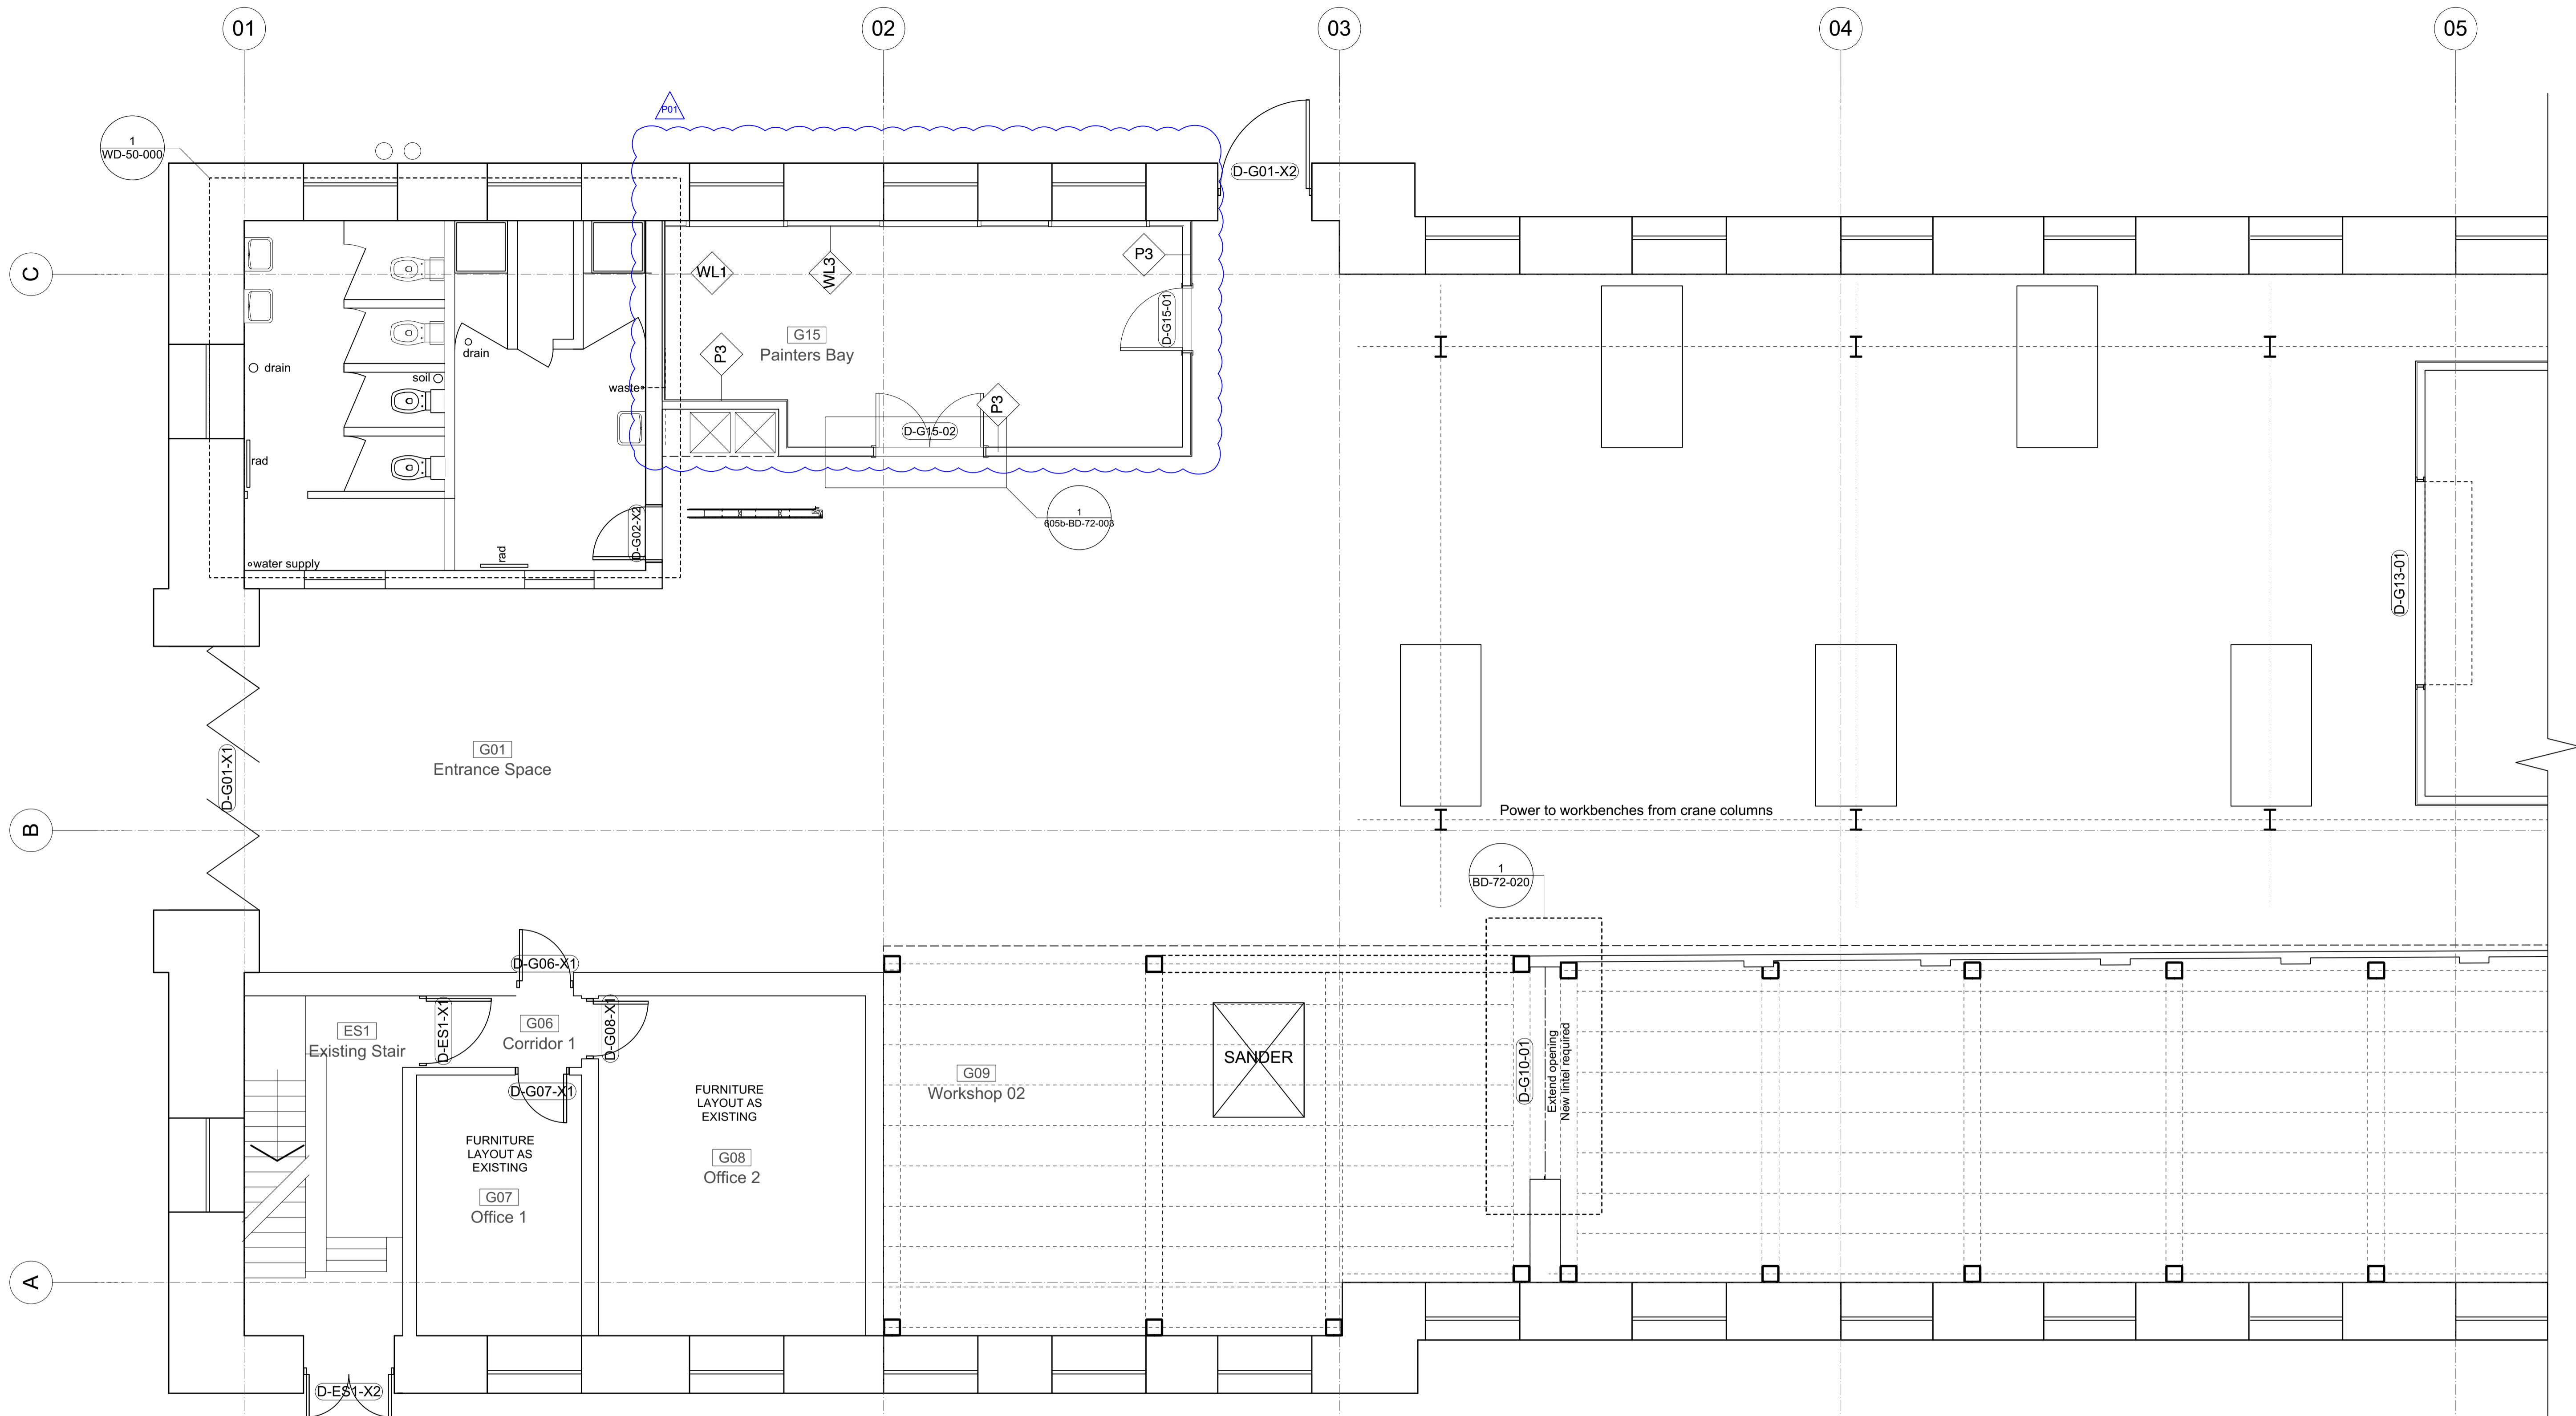 01
02
03
04
05
P01
1
WD-50-000
D-G01-X2
C
WL1
WL3
P3
D-G15-01
G15
Painters Bay
P3
drain
drain
soil
waste
P3
D-G15-02
rad
rad
D-G02-X2
water supply
1
605b-BD-72-003
D-G13-01
G01
Entrance Space
D-G01-X1
B
Power to workbenches from crane columns
1
BD-72-020
D-G06-X1
ES1
Existing Stair
D-ES1-X1
G06
Corridor 1
D-G08-X1
D-G07-X1
SANDER
G09
Workshop 02
D-G10-01
Extend opening
New lintel required
FURNITURE
LAYOUT AS
EXISTING
G08
Office 2
FURNITURE
LAYOUT AS
EXISTING
G07
Office 1
A
D-ES1-X2